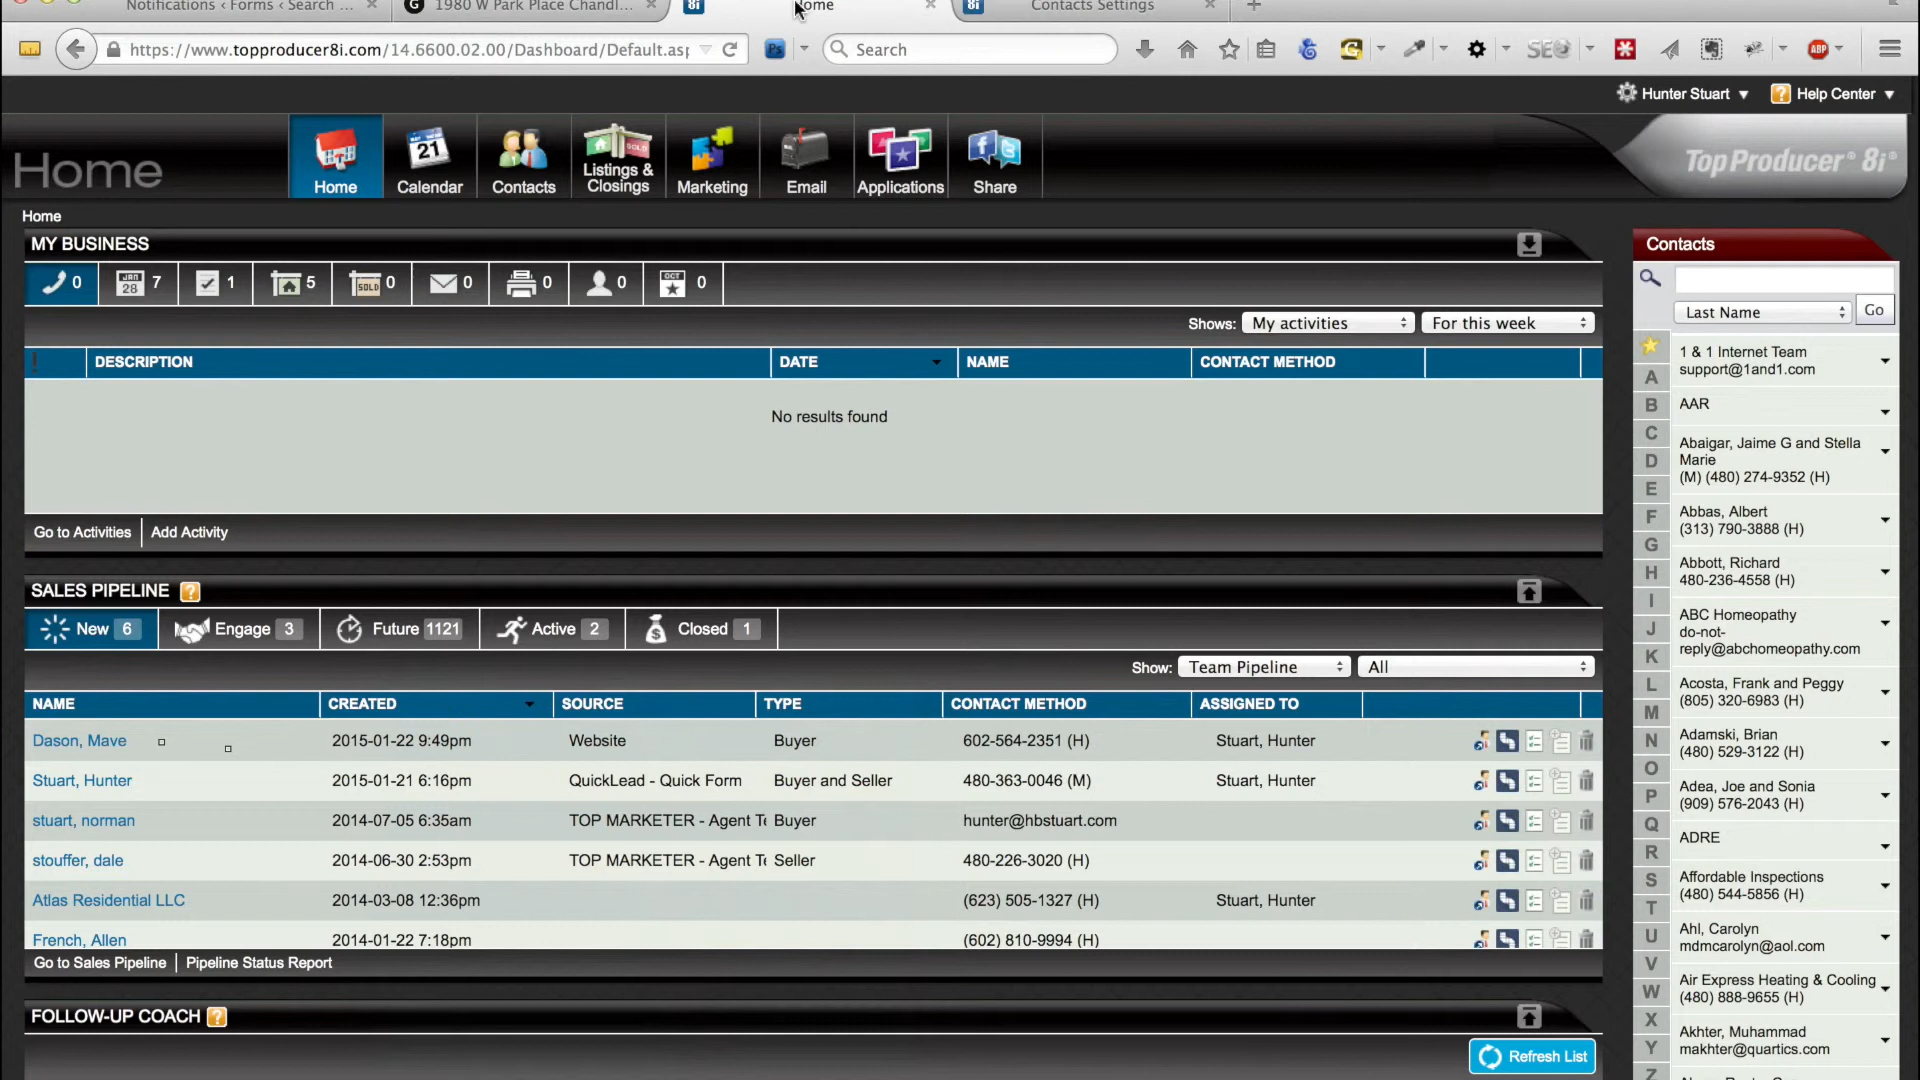 Notifications ‹ Forms ‹ Search ...
1980 W Park Place Chandl...
Contacts Settings
https://www.topproducer8i.com/14.6600.02.00/Dashboard/Default.asp
Search
Hunter Stuart
Help Center
Home
Home
Calendar
Contacts
Listings &
Closings
Marketing
Email
Applications
Share
Top Producer® 8i®
Home
MY BUSINESS
Contacts
0
7
1
5
0
0
0
0
0
Shows: My activities For this week
Last Name Go
DESCRIPTION DATE NAME CONTACT METHOD
No results found
Go to Activities Add Activity
SALES PIPELINE
New 6 Engage 3 Future 1121 Active 2 Closed 1
Show: Team Pipeline All
NAME CREATED SOURCE TYPE CONTACT METHOD ASSIGNED TO
Dason, Mave 2015-01-22 9:49pm Website Buyer 602-564-2351 (H) Stuart, Hunter
Stuart, Hunter 2015-01-21 6:16pm QuickLead - Quick Form Buyer and Seller 480-363-0046 (M) Stuart, Hunter
stuart, norman 2014-07-05 6:35am TOP MARKETER - Agent Te Buyer hunter@hbstuart.com
stouffer, dale 2014-06-30 2:53pm TOP MARKETER - Agent Te Seller 480-226-3020 (H)
Atlas Residential LLC 2014-03-08 12:36pm (623) 505-1327 (H) Stuart, Hunter
French, Allen 2014-01-22 7:18pm (602) 810-9994 (H)
Go to Sales Pipeline Pipeline Status Report
FOLLOW-UP COACH
Refresh List
A
B
C
D
E
F
G
H
I
J
K
L
M
N
O
P
Q
R
S
T
U
V
W
X
Y
Z
1 & 1 Internet Team
support@1and1.com
AAR
Abaigar, Jaime G and Stella
Marie
(M) (480) 274-9352 (H)
Abbas, Albert
(313) 790-3888 (H)
Abbott, Richard
480-236-4558 (H)
ABC Homeopathy
do-not-
reply@abchomeopathy.com
Acosta, Frank and Peggy
(805) 320-6983 (H)
Adamski, Brian
(480) 529-3122 (H)
Adea, Joe and Sonia
(909) 576-2043 (H)
ADRE
Affordable Inspections
(480) 544-5856 (H)
Ahl, Carolyn
mdmcarolyn@aol.com
Air Express Heating & Cooling
(480) 888-9655 (H)
Akhter, Muhammad
makhter@quartics.com